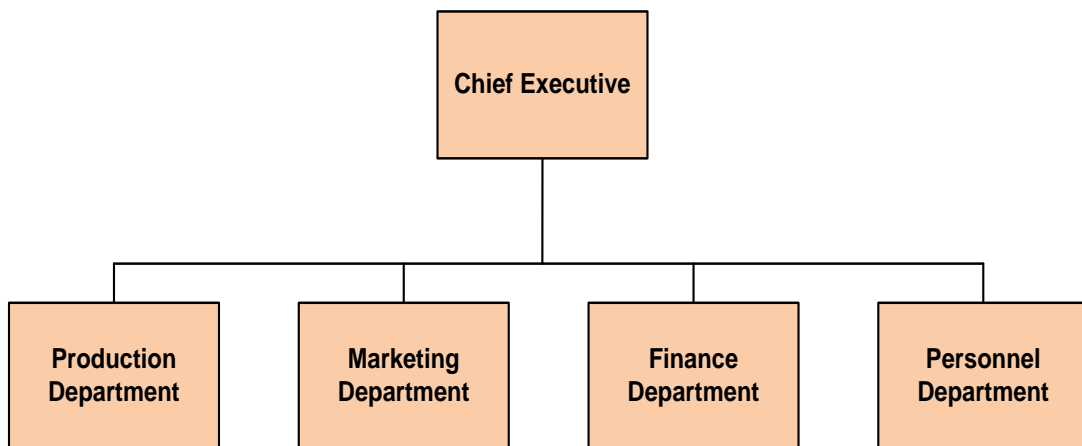 Chief Executive
Production
Department
Marketing
Department
Finance
Department
Personnel
Department